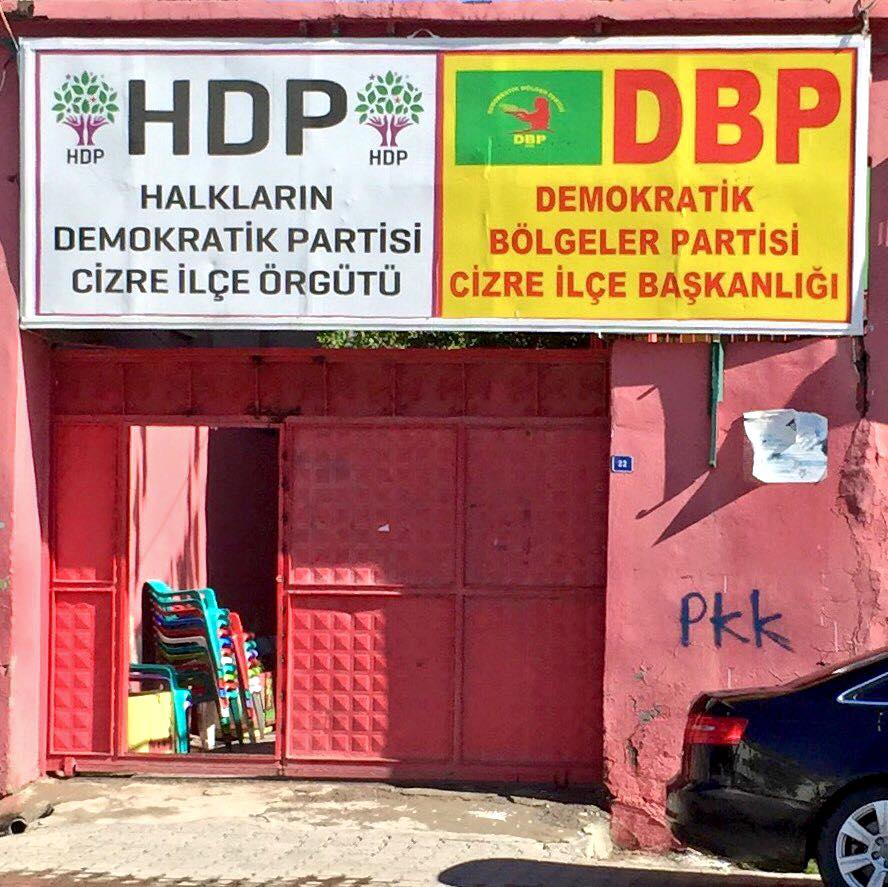 HDP
HDP
HDP
HALKLARIN
DEMOKRATİK PARTİSİ
CİZRE İLÇE ÖRGÜTÜ
DBP
DBP
DEMOKRATİK
BÖLGELER PARTİSİ
CİZRE İLÇE BAŞKANLIĞI
22
PKK